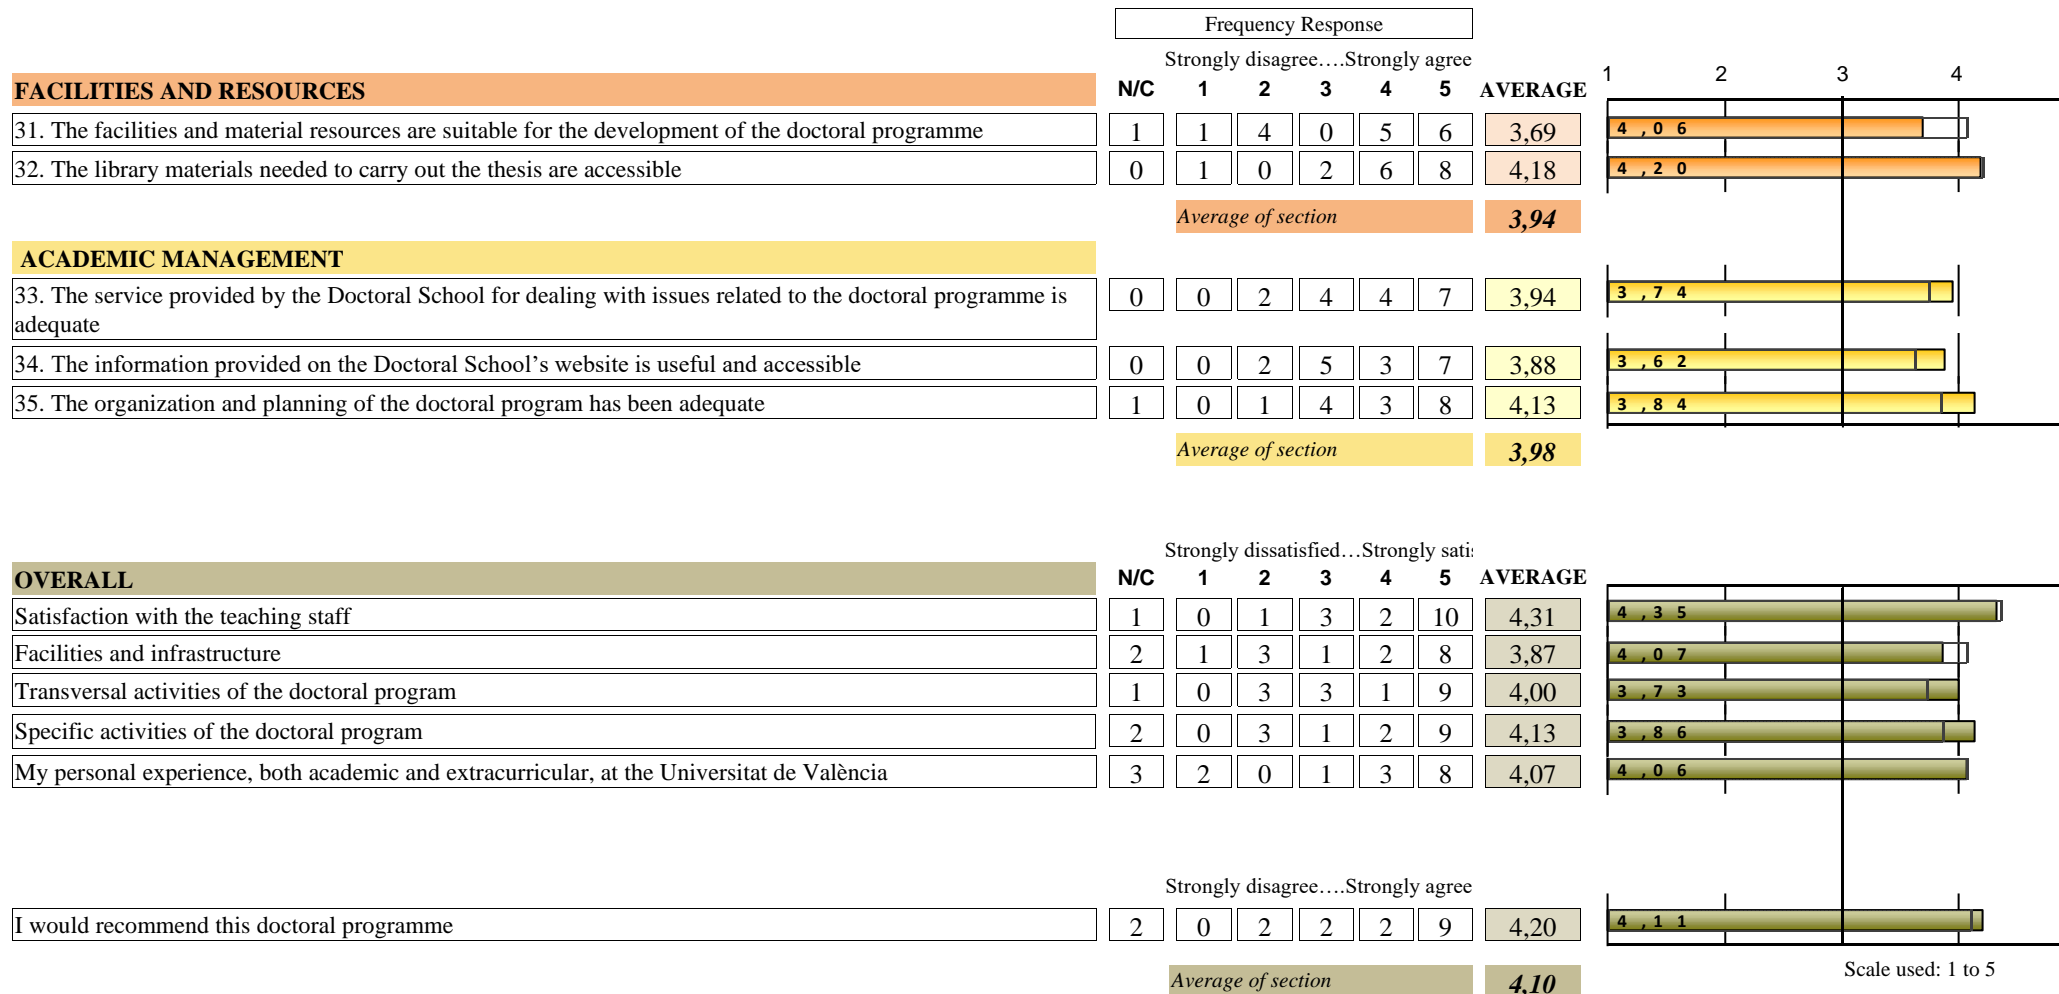 Frequency Response
Strongly disagree….Strongly agree
1 2 3 4
FACILITIES AND RESOURCES N/C 1 2 3 4 5 AVERAGE
31. The facilities and material resources are suitable for the development of the doctoral programme 1 1 4 0 5 6 3,69 4,06
32. The library materials needed to carry out the thesis are accessible 0 1 0 2 6 8 4,18 4,20
Average of section 3,94
ACADEMIC MANAGEMENT
33. The service provided by the Doctoral School for dealing with issues related to the doctoral programme is 0 0 2 4 4 7 3,94 3,74
adequate
34. The information provided on the Doctoral School’s website is useful and accessible 0 0 2 5 3 7 3,88 3,62
35. The organization and planning of the doctoral program has been adequate 1 0 1 4 3 8 4,13 3,84
Average of section 3,98
Strongly dissatisfied…Strongly satis
OVERALL N/C 1 2 3 4 5 AVERAGE
Satisfaction with the teaching staff 1 0 1 3 2 10 4,31 4,35
Facilities and infrastructure 2 1 3 1 2 8 3,87 4,07
Transversal activities of the doctoral program 1 0 3 3 1 9 4,00 3,73
Specific activities of the doctoral program 2 0 3 1 2 9 4,13 3,86
My personal experience, both academic and extracurricular, at the Universitat de València 3 2 0 1 3 8 4,07 4,06
Strongly disagree….Strongly agree
I would recommend this doctoral programme 2 0 2 2 2 9 4,20 4,11
Average of section 4,10
Scale used: 1 to 5